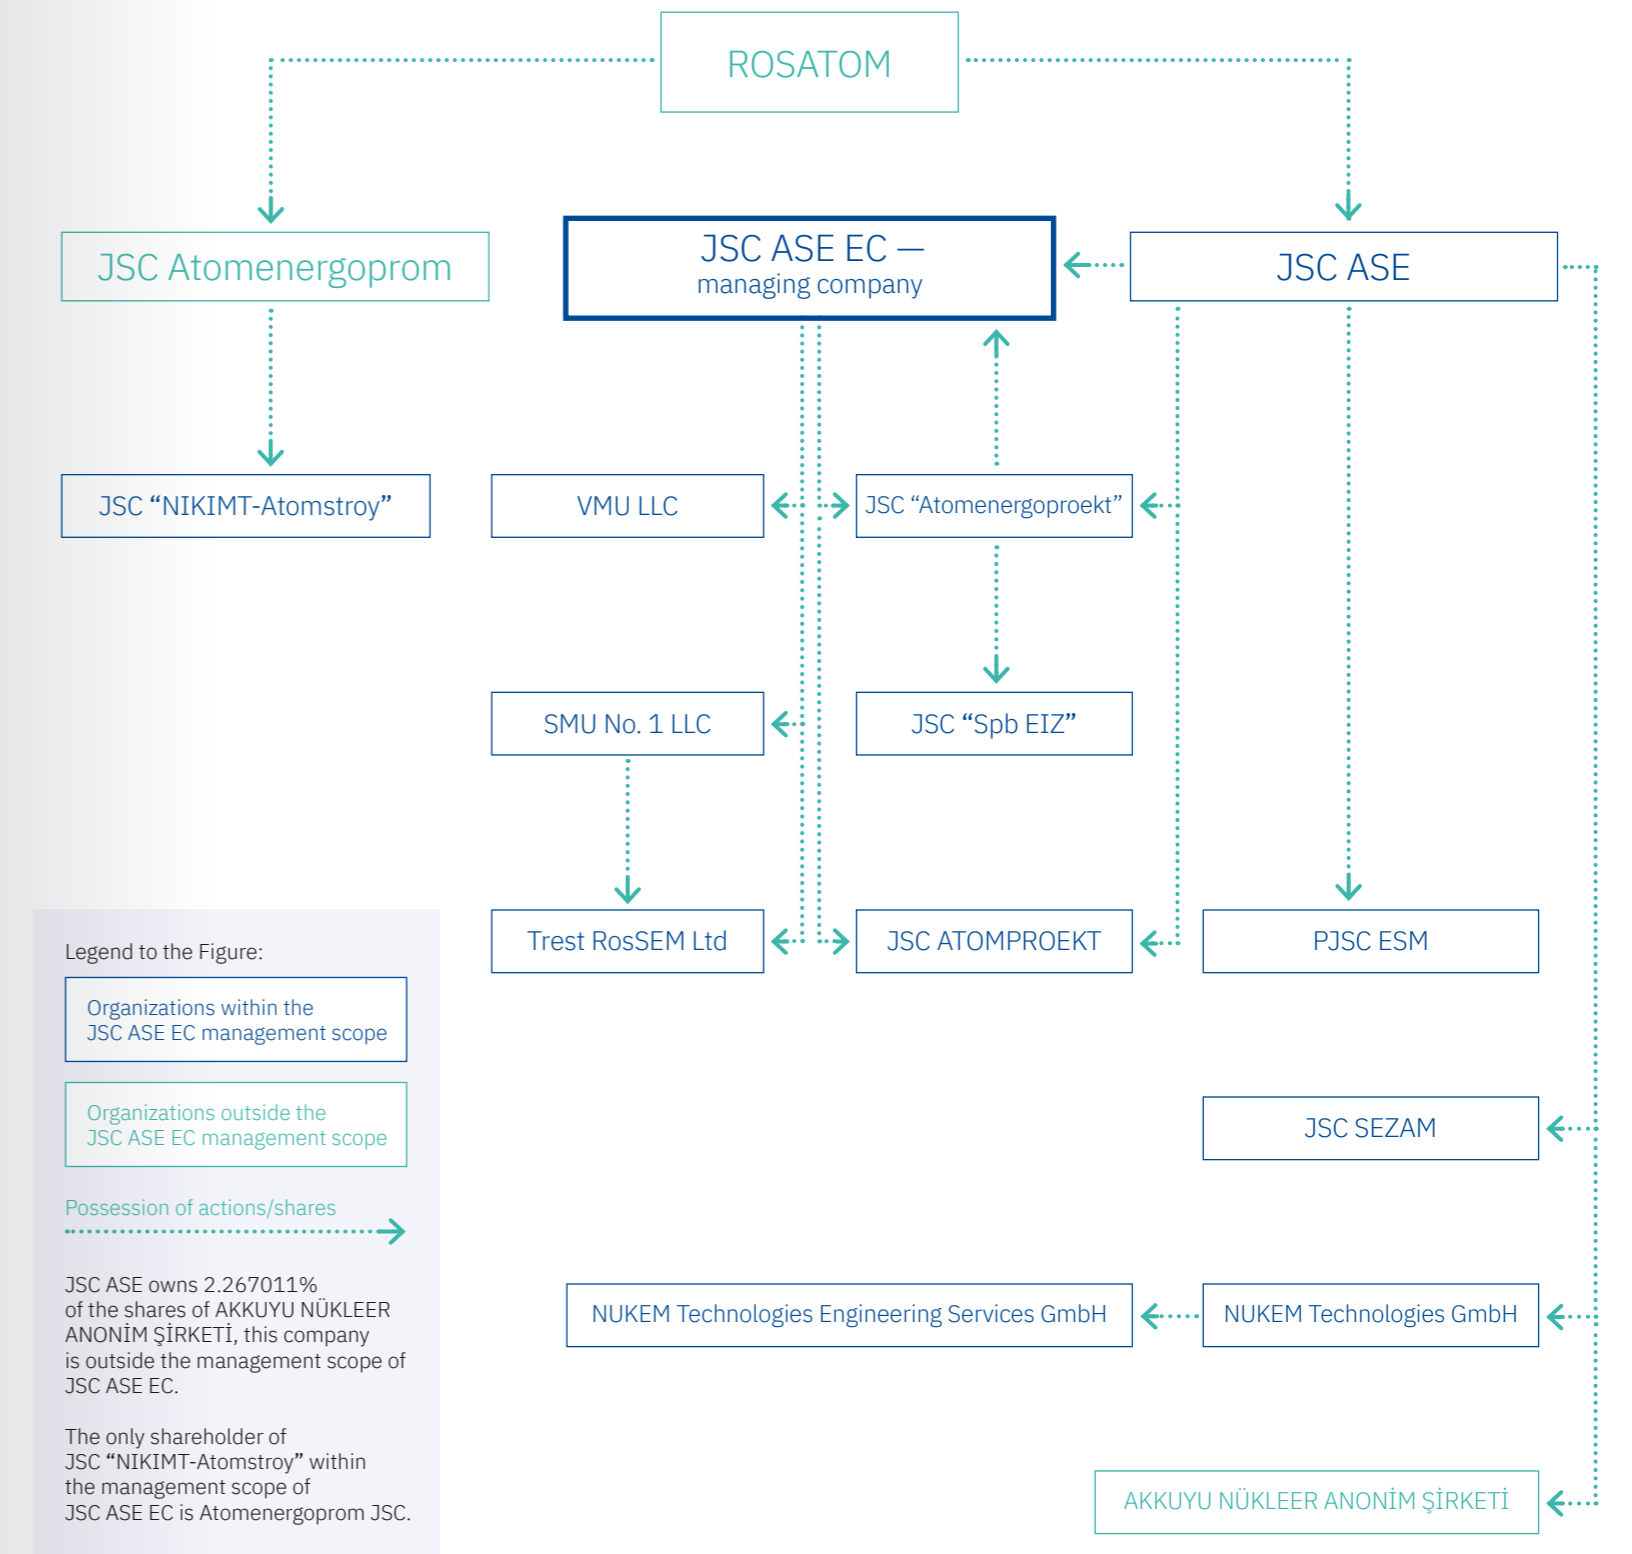 ROSATOM
JSC Atomenergoprom
JSC ASE EC —
managing company
JSC ASE
JSC “NIKIMT-Atomstroy”
VMU LLC
JSC “Atomenergoproekt”
SMU No. 1 LLC
JSC “Spb EIZ”
Trest RosSEM Ltd
JSC ATOMPROEKT
PJSC ESM
JSC SEZAM
NUKEM Technologies Engineering Services GmbH
NUKEM Technologies GmbH
AKKUYU NÜKLEER ANONİM ŞİRKETİ
Legend to the Figure:
Organizations within the
JSC ASE EC management scope
Organizations outside the
JSC ASE EC management scope
Possession of actions/shares
JSC ASE owns 2.267011%
of the shares of AKKUYU NÜKLEER
ANONİM ŞİRKETİ, this company
is outside the management scope of
JSC ASE EC.
The only shareholder of
JSC “NIKIMT-Atomstroy” within
the management scope of
JSC ASE EC is Atomenergoprom JSC.